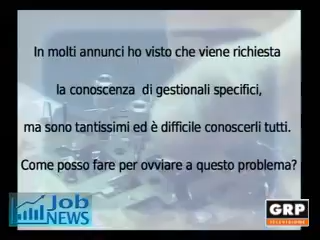 In molti annunci ho visto che viene richiesta
la conoscenza di gestionali specifici,
ma sono tantissimi ed è difficile conoscerli tutti.
Come posso fare per ovviare a questo problema?
Job
NEWS
GRP
TELEVISIONE